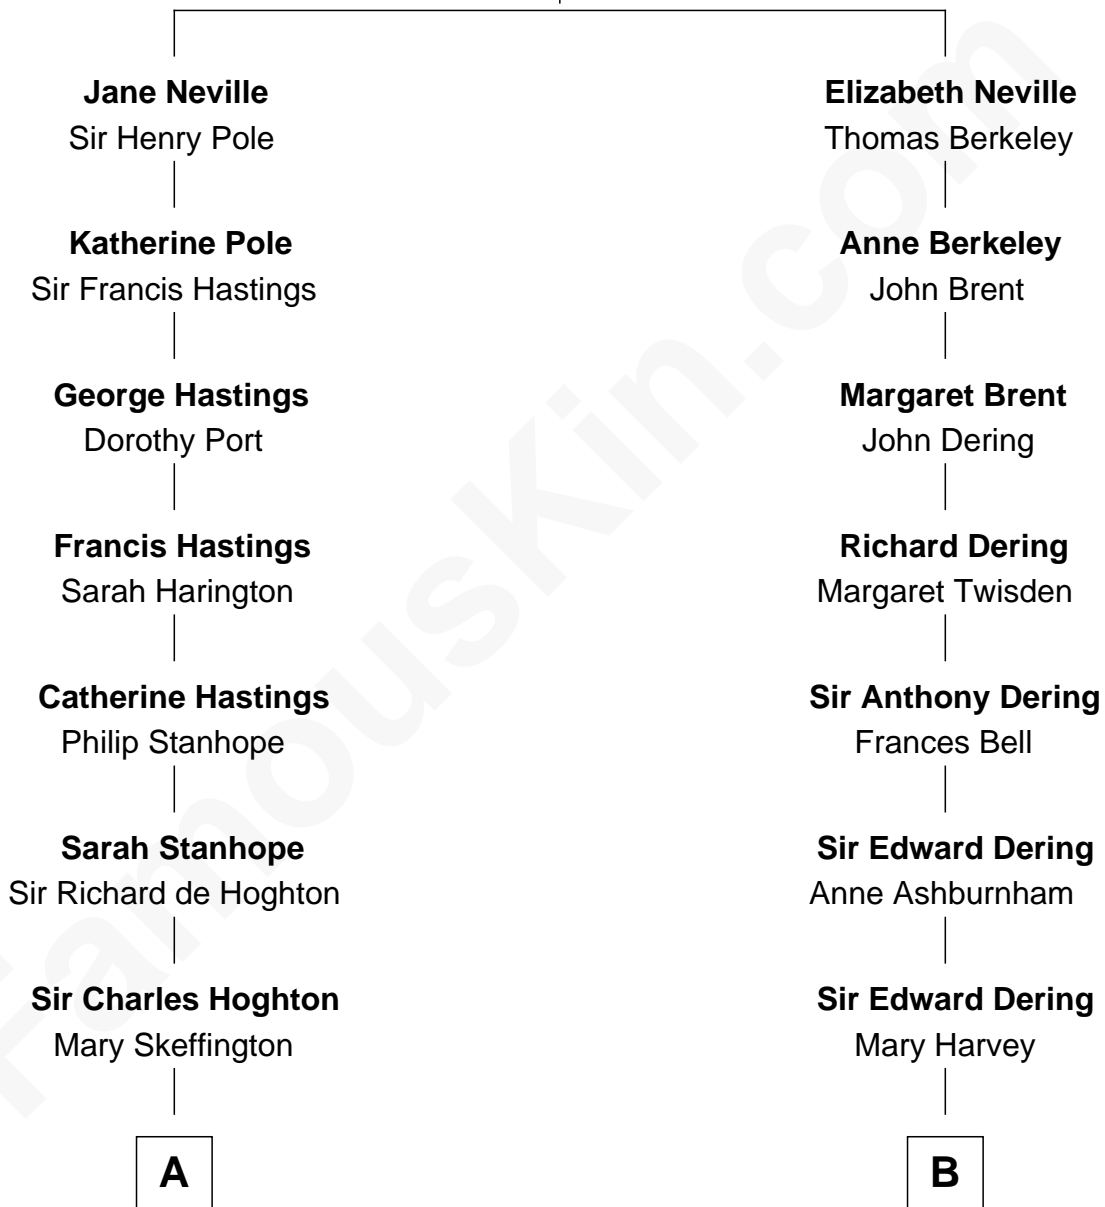 Jane Neville
Sir Henry Pole
Katherine Pole
Sir Francis Hastings
George Hastings
Dorothy Port
Francis Hastings
Sarah Harington
Catherine Hastings
Philip Stanhope
Sarah Stanhope
Sir Richard de Hoghton
Sir Charles Hoghton
Mary Skeffington
A
Elizabeth Neville
Thomas Berkeley
Anne Berkeley
John Brent
Margaret Brent
John Dering
Richard Dering
Margaret Twisden
Sir Anthony Dering
Frances Bell
Sir Edward Dering
Anne Ashburnham
Sir Edward Dering
Mary Harvey
B
FamousKin.com